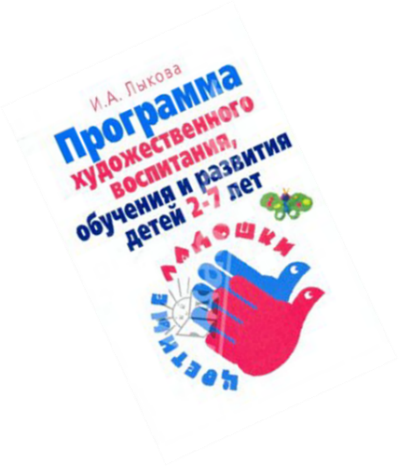 И.А. Лыкова
Программа
художественного
воспитания,
обучения и развития
детей 2-7 лет
ЦВЕТНЫЕ ЛАДОШКИ